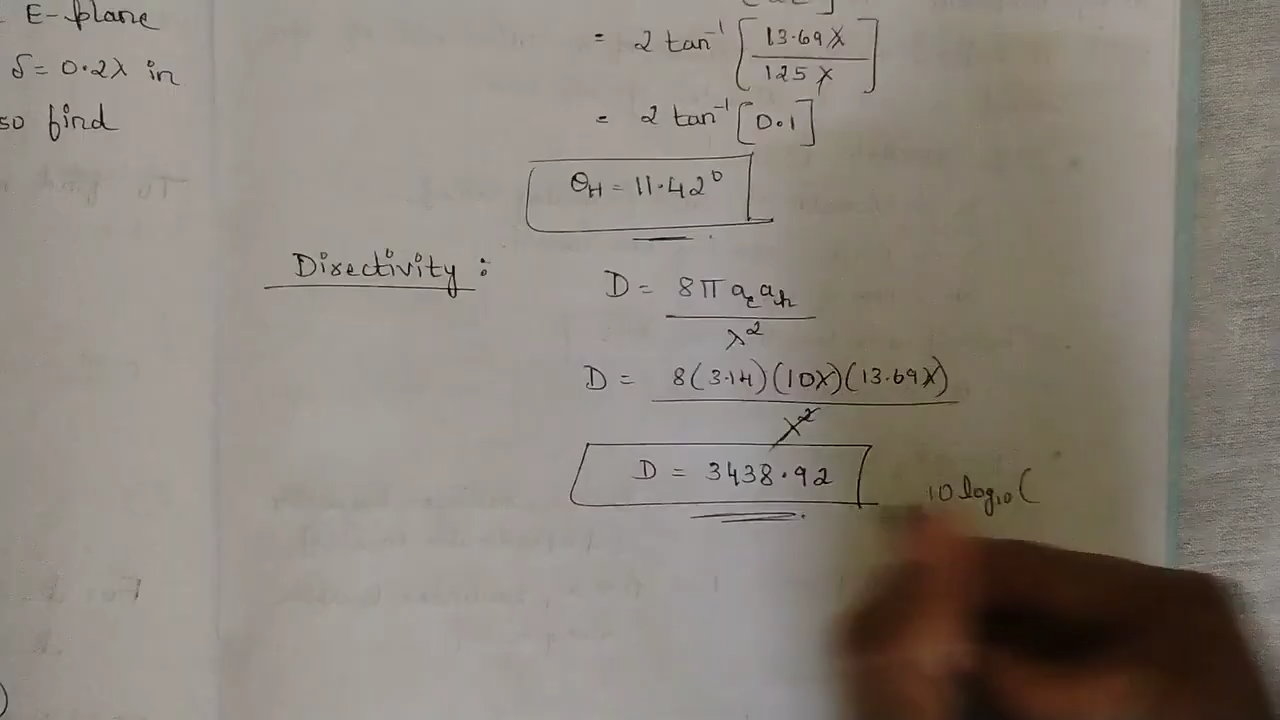 E-plane
δ = 0.2λ in
so find
= 2 tan⁻¹ [13.69λ / 125λ]
= 2 tan⁻¹ [0.1]
θH = 11.42°
Directivity :
D = 8π aₑ aₕ / λ²
D = 8(3.14)(10λ)(13.69λ) / λ²
D = 3438.92
10 log₁₀ (